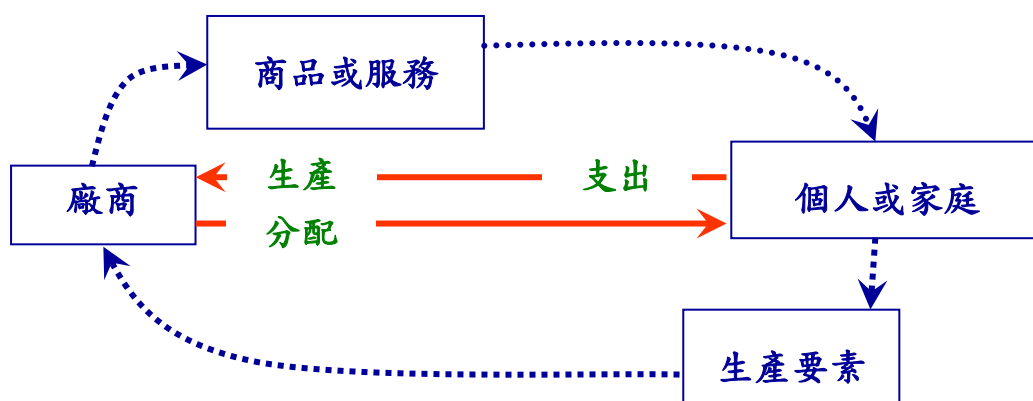 商品或服務
生產
支出
廠商
個人或家庭
分配
生產要素